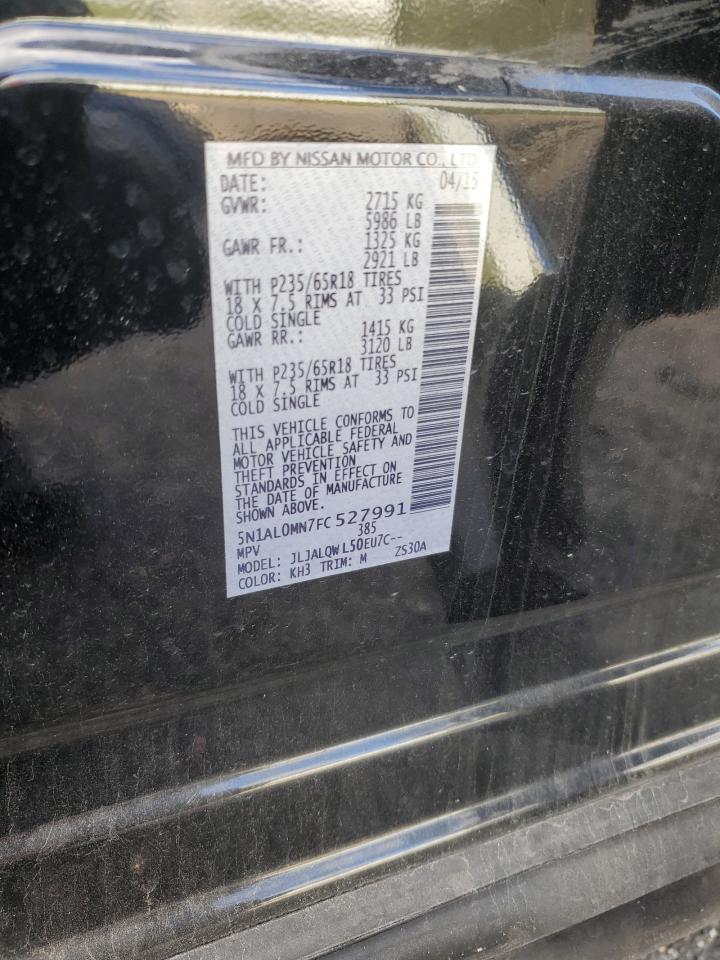 MFD BY NISSAN MOTOR CO., LTD
DATE: 04/15
GVWR: 2715 KG
5986 LB
GAWR FR.: 1325 KG
2921 LB
WITH P235/65R18 TIRES
18 X 7.5 RIMS AT 33 PSI
COLD SINGLE
GAWR RR.: 1415 KG
3120 LB
WITH P235/65R18 TIRES
18 X 7.5 RIMS AT 33 PSI
COLD SINGLE
THIS VEHICLE CONFORMS TO
ALL APPLICABLE FEDERAL
MOTOR VEHICLE SAFETY AND
THEFT PREVENTION
STANDARDS IN EFFECT ON
THE DATE OF MANUFACTURE
SHOWN ABOVE.
5N1AL0MN7FC527991
MPV 385
MODEL: JLJALQWL50EU7C--
COLOR: KH3 TRIM: M ZS30A